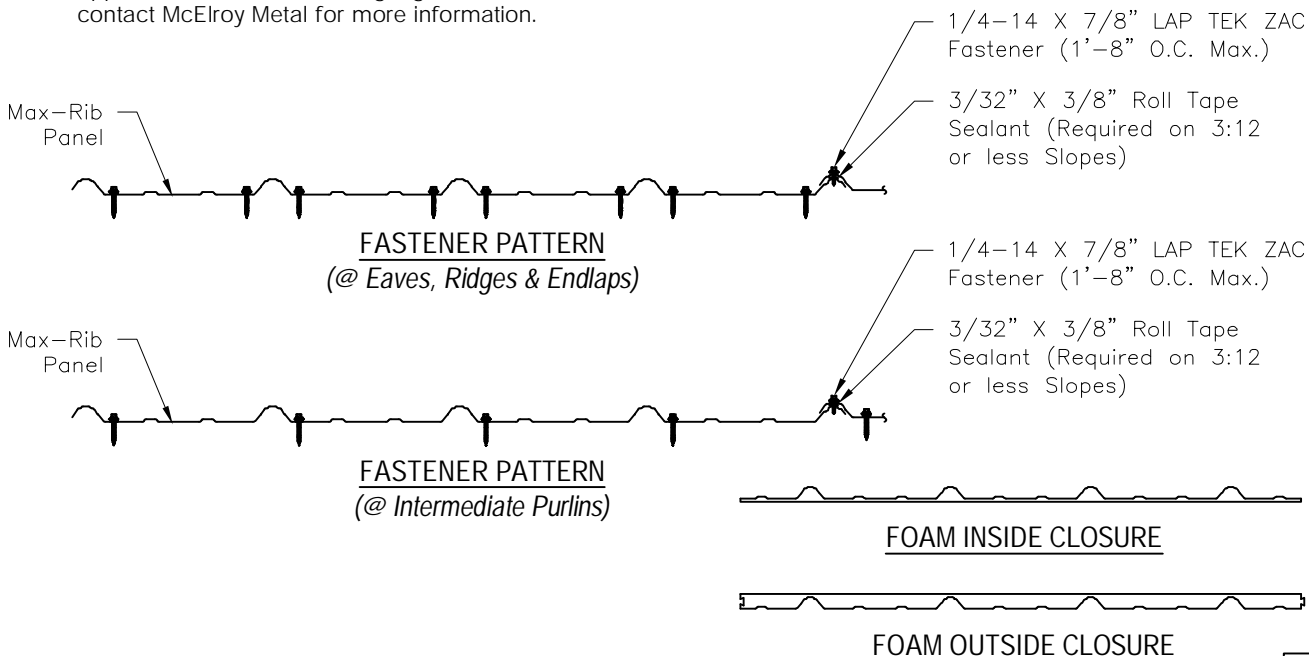 contact McElroy Metal for more information.
1/4-14 X 7/8" LAP TEK ZAC
Fastener (1'-8" O.C. Max.)
3/32" X 3/8" Roll Tape
Sealant (Required on 3:12
or less Slopes)
Max-Rib
Panel
FASTENER PATTERN
(@ Eaves, Ridges & Endlaps)
1/4-14 X 7/8" LAP TEK ZAC
Fastener (1'-8" O.C. Max.)
3/32" X 3/8" Roll Tape
Sealant (Required on 3:12
or less Slopes)
Max-Rib
Panel
FASTENER PATTERN
(@ Intermediate Purlins)
FOAM INSIDE CLOSURE
FOAM OUTSIDE CLOSURE